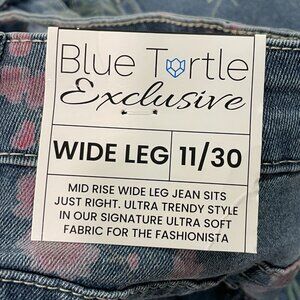 Blue Turtle
Exclusive
WIDE LEG 11/30
MID RISE WIDE LEG JEAN SITS
JUST RIGHT. ULTRA TRENDY STYLE
IN OUR SIGNATURE ULTRA SOFT
FABRIC FOR THE FASHIONISTA